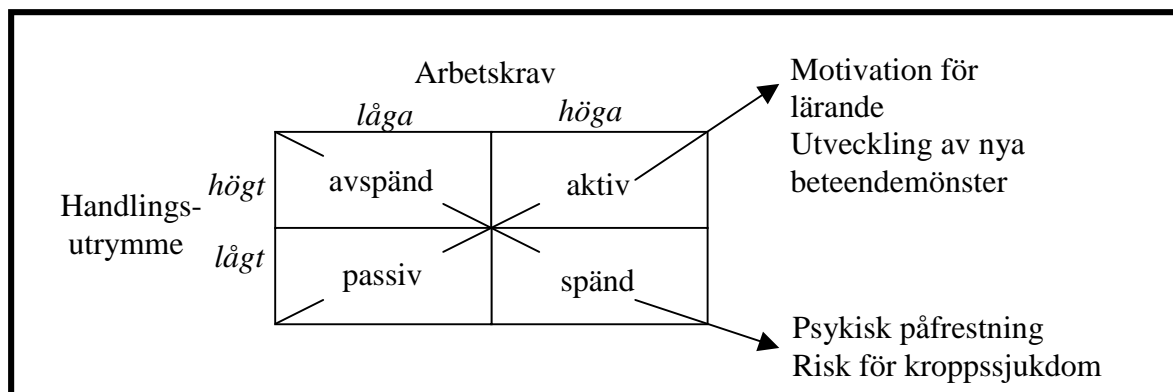 Arbetskrav
låga höga
Motivation för
lärande
Utveckling av nya
beteendemönster
Handlings-
utrymme
högt
avspänd aktiv
lågt
passiv spänd
Psykisk påfrestning
Risk för kroppssjukdom